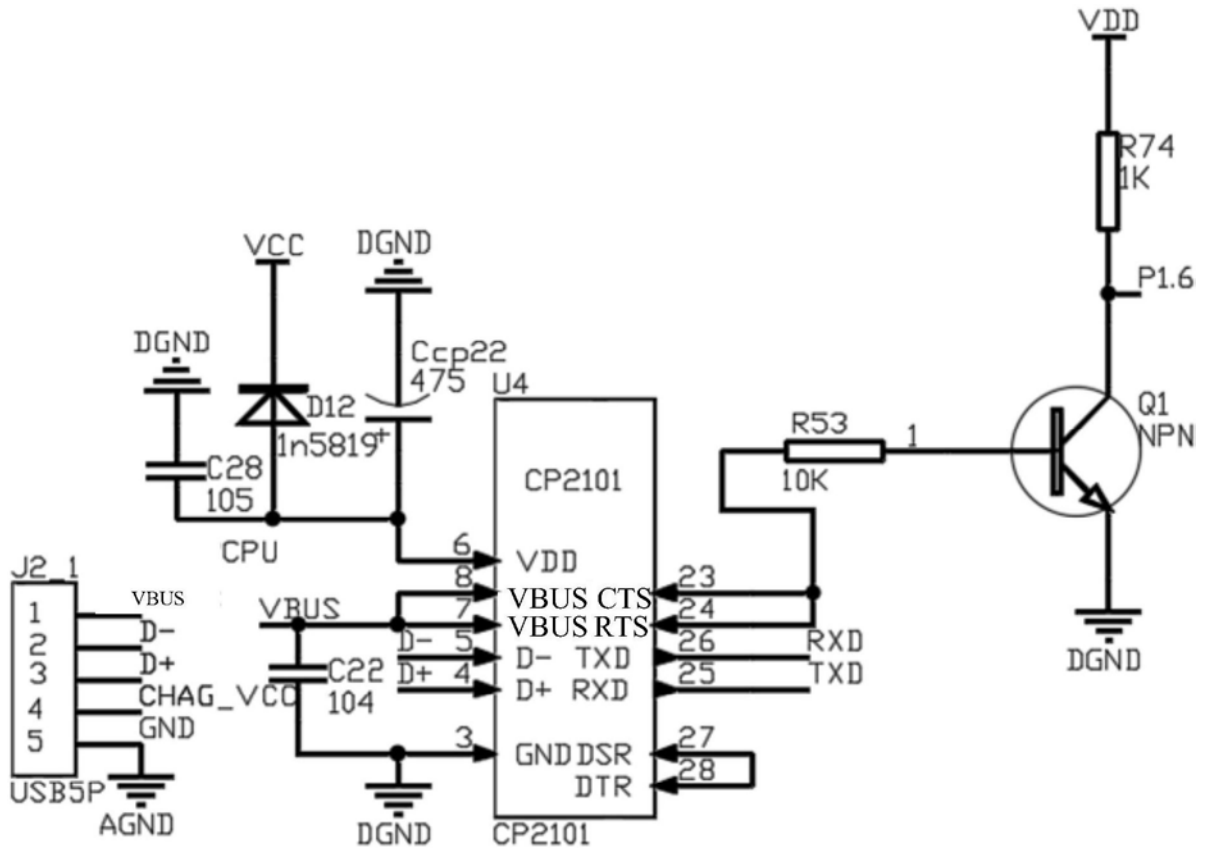 VDD
R74
1K
P1.6
VCC
DGND
DGND
Ccp22
475
D12
1n5819
+
C28
105
CPU
U4
CP2101
R53
10K
1
Q1
NPN
DGND
J2_1
1 VBUS
2 D-
3 D+
4 CHAG_VCC
5 GND
USB5P
AGND
VBUS
C22
104
DGND
6 VDD
8 VBUS CTS 23
7 VBUS RTS 24
D- 5 D- TXD 26 RXD
D+ 4 D+ RXD 25 TXD
3 GND DSR 27
DTR 28
CP2101